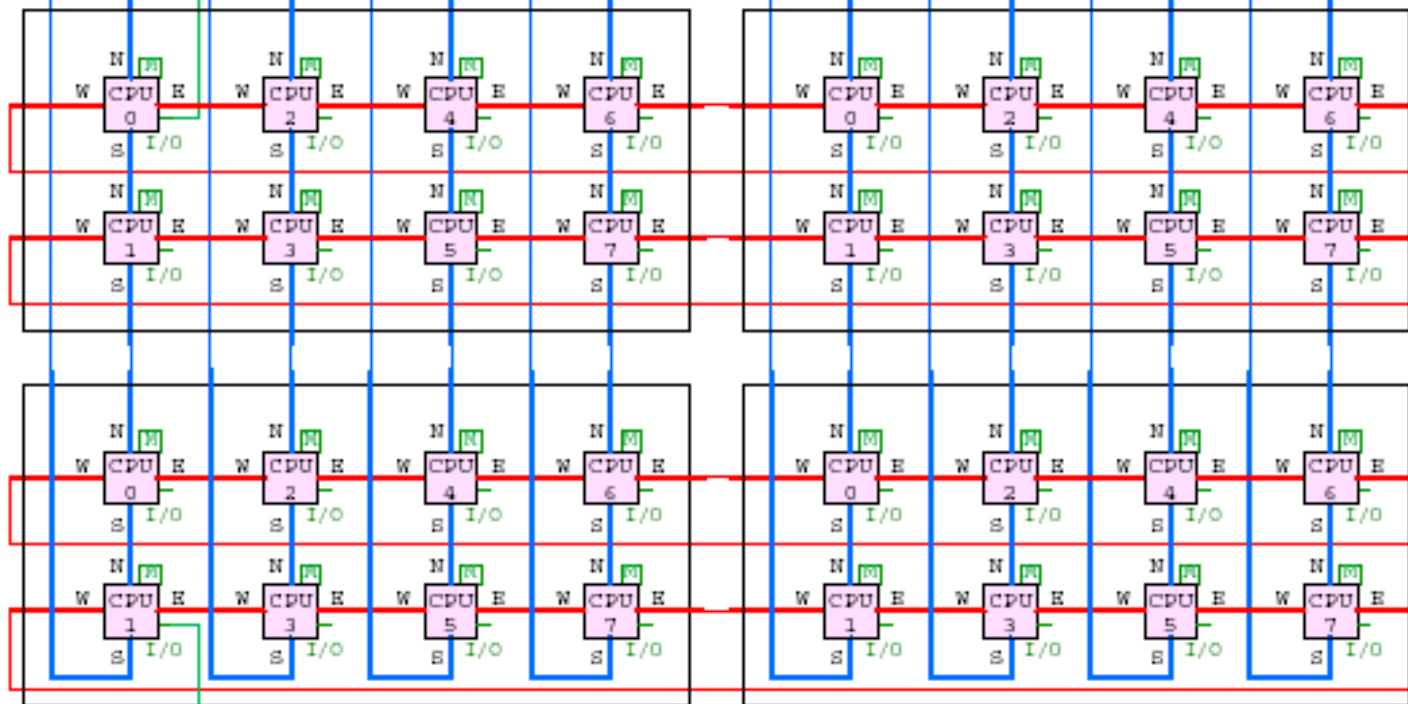 N M N M N M N M N M N M N M N M
W CPU E W CPU E W CPU E W CPU E W CPU E W CPU E W CPU E W CPU E
0 2 4 6 0 2 4 6
S I/O S I/O S I/O S I/O S I/O S I/O S I/O S I/O
N M N M N M N M N M N M N M N M
W CPU E W CPU E W CPU E W CPU E W CPU E W CPU E W CPU E W CPU E
1 3 5 7 1 3 5 7
S I/O S I/O S I/O S I/O S I/O S I/O S I/O S I/O
N M N M N M N M N M N M N M N M
W CPU E W CPU E W CPU E W CPU E W CPU E W CPU E W CPU E W CPU E
0 2 4 6 0 2 4 6
S I/O S I/O S I/O S I/O S I/O S I/O S I/O S I/O
N M N M N M N M N M N M N M N M
W CPU E W CPU E W CPU E W CPU E W CPU E W CPU E W CPU E W CPU E
1 3 5 7 1 3 5 7
S I/O S I/O S I/O S I/O S I/O S I/O S I/O S I/O